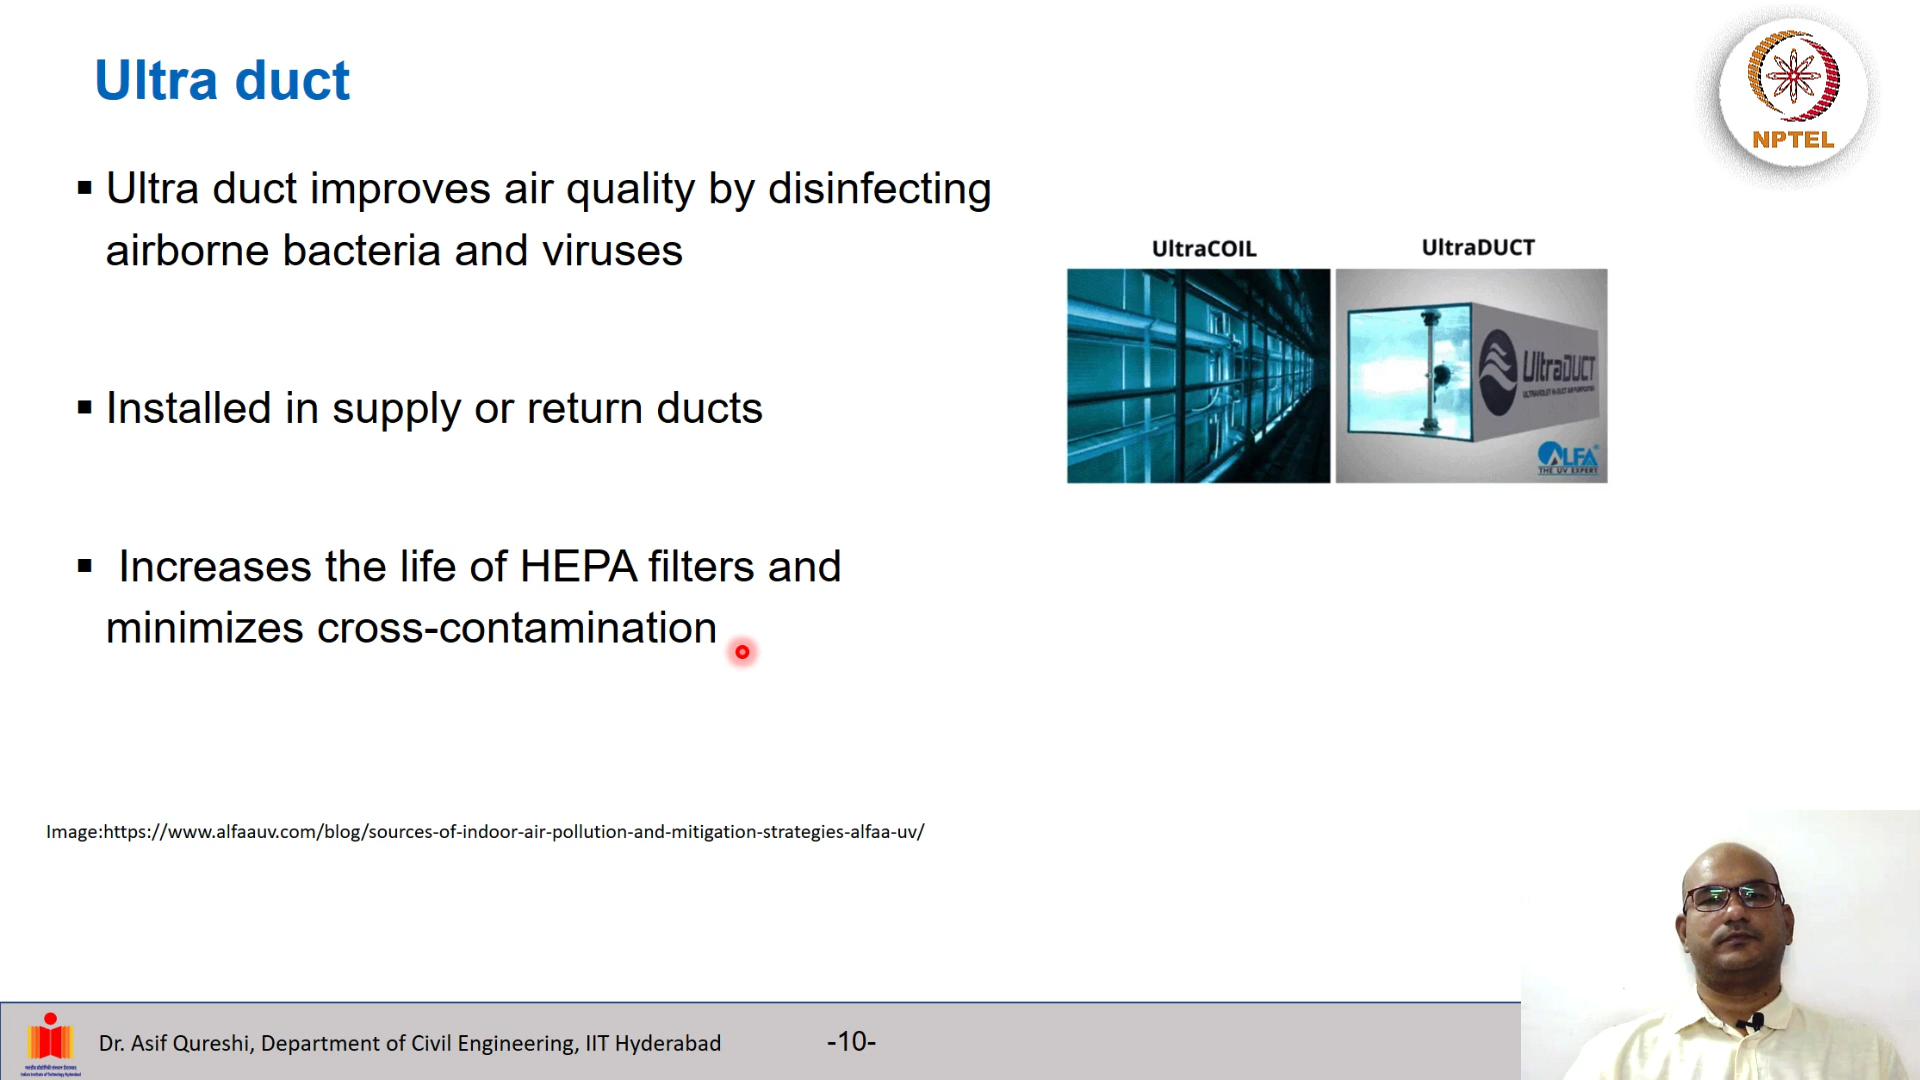 Ultra duct
NPTEL
▪ Ultra duct improves air quality by disinfecting
airborne bacteria and viruses
▪ Installed in supply or return ducts
▪ Increases the life of HEPA filters and
minimizes cross-contamination
UltraCOIL
UltraDUCT
UltraDUCT
ALFA
THE UV EXPERT
Image:https://www.alfaauv.com/blog/sources-of-indoor-air-pollution-and-mitigation-strategies-alfaa-uv/
Dr. Asif Qureshi, Department of Civil Engineering, IIT Hyderabad
-10-